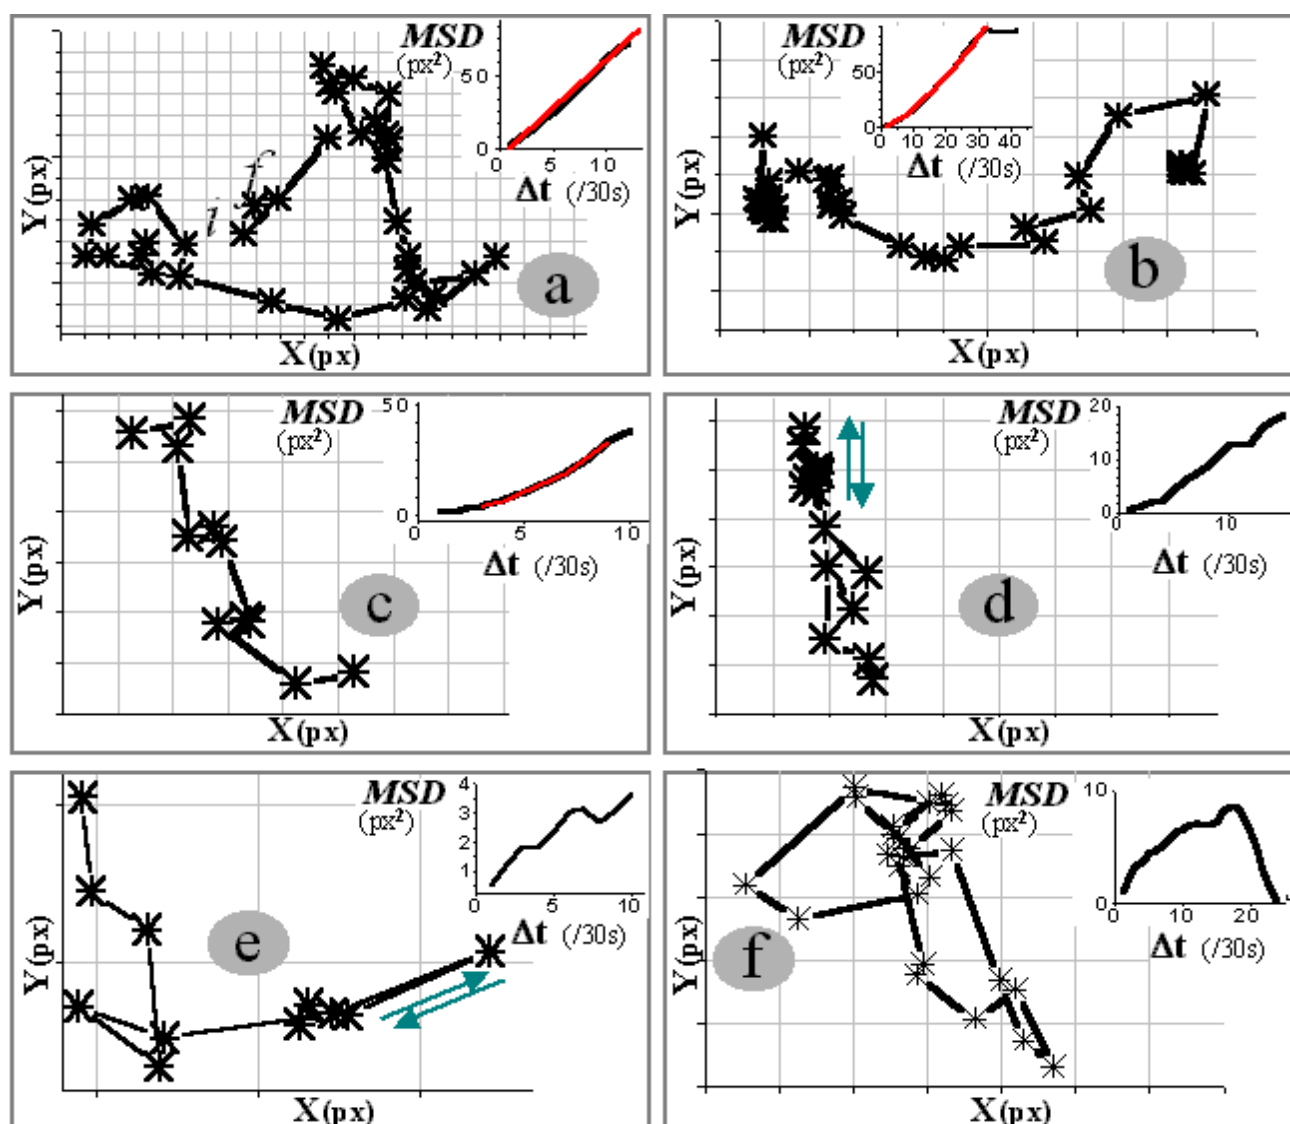 MSD
(px²)
50
0
5
10
Δt (/30s)
i
f
Y(px)
X(px)
a
MSD
(px²)
50
0
0 10 20 30 40
Δt (/30s)
Y(px)
X(px)
b
MSD
(px²)
50
0
5
10
Δt (/30s)
Y(px)
X(px)
c
MSD
(px²)
20
10
0
10
Δt (/30s)
Y(px)
X(px)
d
MSD
(px²)
4
3
2
1
0
5
10
Δt (/30s)
Y(px)
X(px)
e
MSD
(px²)
10
0
0
10
20
Δt (/30s)
Y(px)
X(px)
f